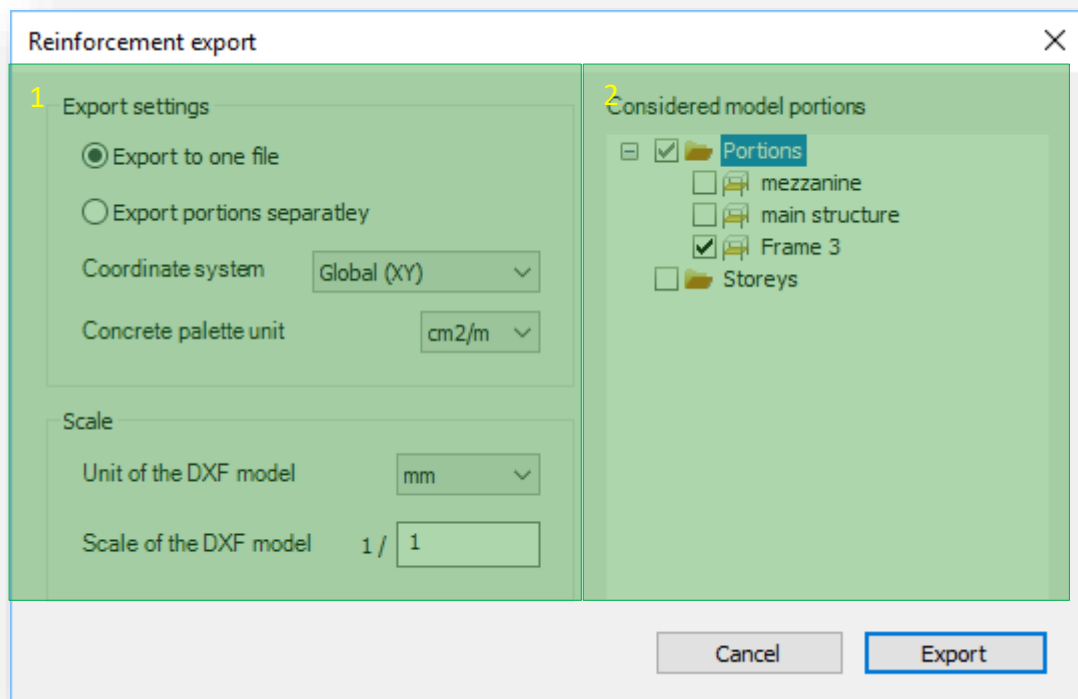 Reinforcement export
1
Export settings
Export to one file
Export portions separatley
Coordinate system Global (XY)
Concrete palette unit cm2/m
Scale
Unit of the DXF model mm
Scale of the DXF model 1 / 1
2
Considered model portions
Portions
mezzanine
main structure
Frame 3
Storeys
Cancel Export